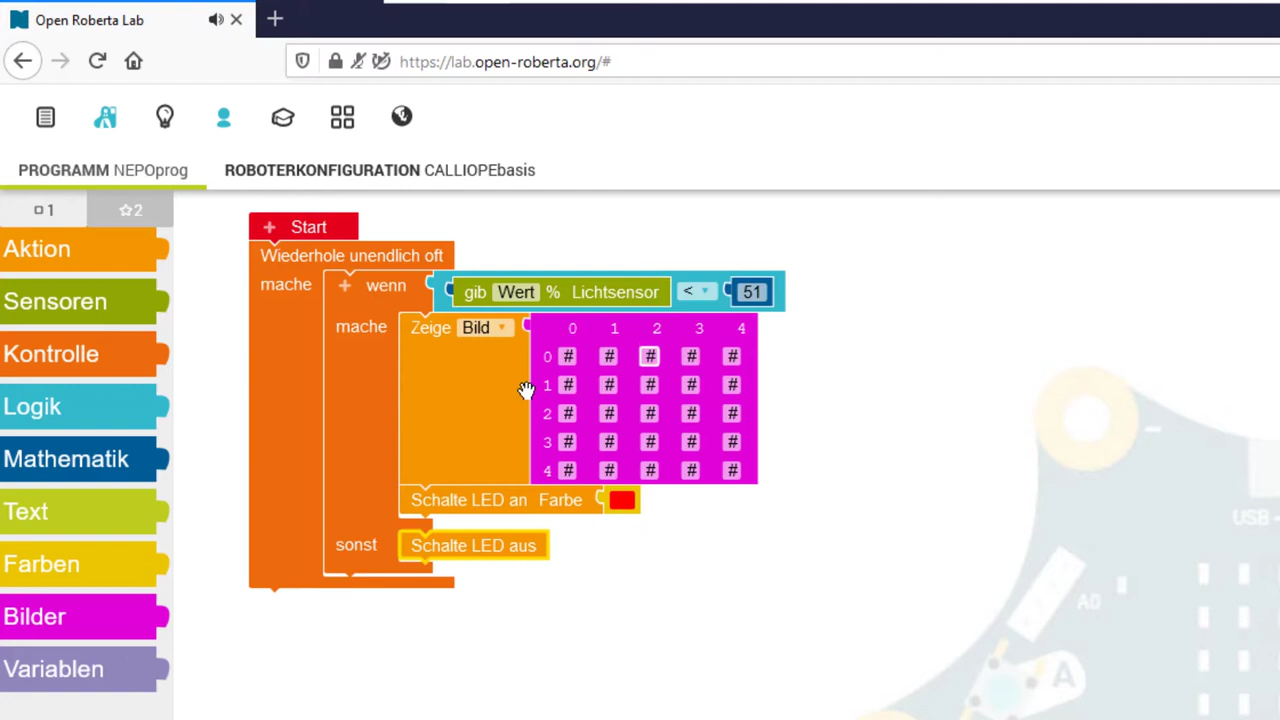 Open Roberta Lab
https://lab.open-roberta.org/#
PROGRAMM NEPOprog
ROBOTERKONFIGURATION CALLIOPEbasis
1
2
Aktion
Sensoren
Kontrolle
Logik
Mathematik
Text
Farben
Bilder
Variablen
+ Start
Wiederhole unendlich oft
mache
+ wenn
gib Wert % Lichtsensor < 51
mache
Zeige Bild
0 1 2 3 4
0 # # # # #
1 # # # # #
2 # # # # #
3 # # # # #
4 # # # # #
Schalte LED an Farbe
sonst
Schalte LED aus
USB
A0
A